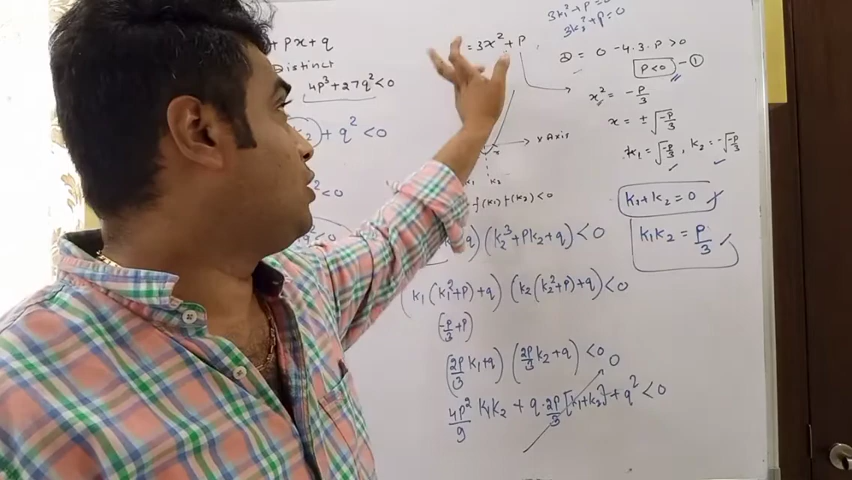 + px + q
Distinct
4p³ + 27q² < 0
+ q² < 0
< 0
= 3x² + p
x Axis
k₂
f(k₁) f(k₂) < 0
q) (k₂³ + pk₂ + q) < 0
k₁(k₁² + p) + q) (k₂(k₂² + p) + q) < 0
(-p/3 + p)
(2p/3 k₁ + q) (2p/3 k₂ + q) < 0
0
4p²/9 k₁k₂ + q · 2p/3 [k₁ + k₂] + q² < 0
3k₁² + p = 0
3k₂² + p = 0
D = 0 - 4·3·p > 0
p < 0 - ①
x² = -p/3
x = ± √-p/3
k₁ = √-p/3 , k₂ = -√-p/3
k₁ + k₂ = 0
k₁k₂ = p/3